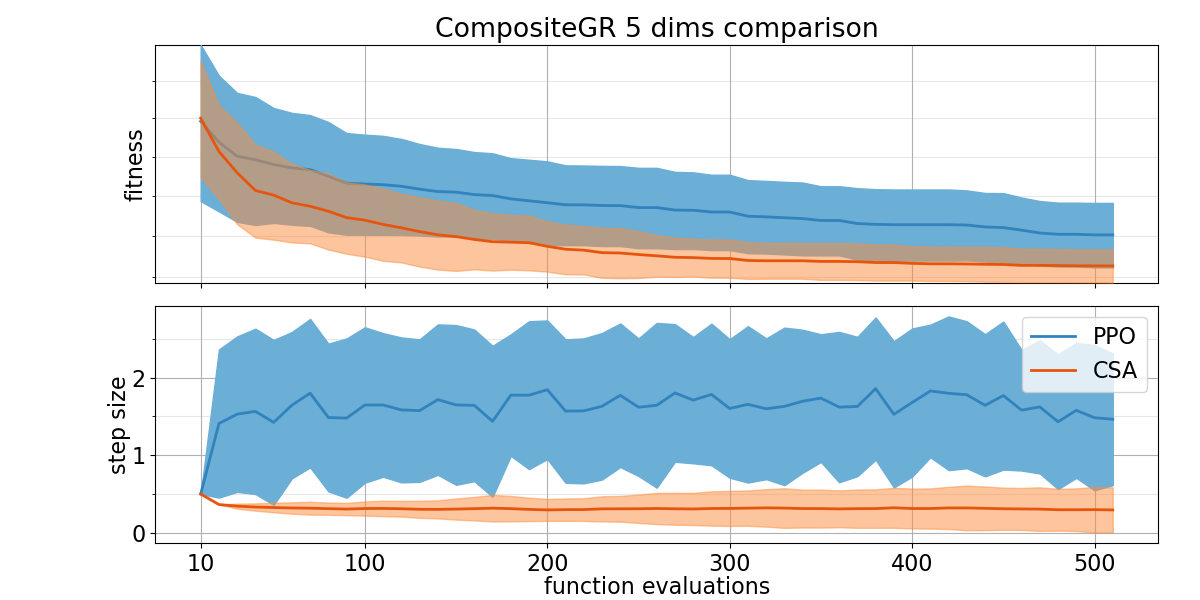 CompositeGR 5 dims comparison
fitness
step size
2
1
0
PPO
CSA
10 100 200 300 400 500
function evaluations